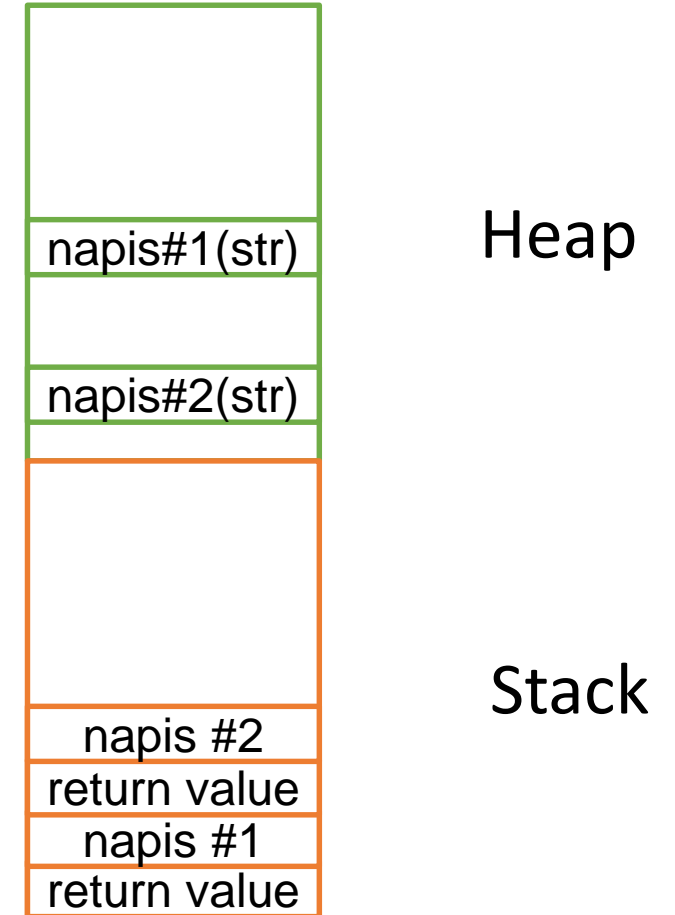 napis#1(str)
Heap
napis#2(str)
Stack
napis #2
return value
napis #1
return value